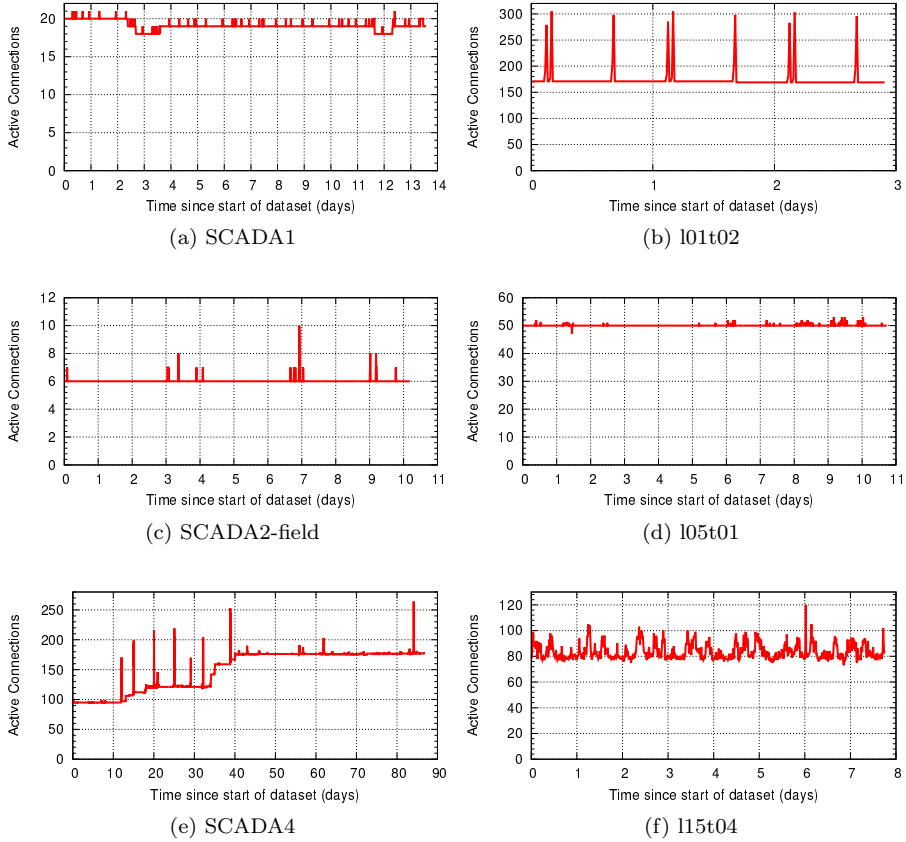 20
15
10
5
0
Active Connections
0 1 2 3 4 5 6 7 8 9 10 11 12 13 14
Time since start of dataset (days)
(a) SCADA1
300
250
200
150
100
50
0
Active Connections
0 1 2 3
Time since start of dataset (days)
(b) l01t02
12
10
8
6
4
2
0
Active Connections
0 1 2 3 4 5 6 7 8 9 10 11
Time since start of dataset (days)
(c) SCADA2-field
60
50
40
30
20
10
0
Active Connections
0 1 2 3 4 5 6 7 8 9 10 11
Time since start of dataset (days)
(d) l05t01
250
200
150
100
50
0
Active Connections
0 10 20 30 40 50 60 70 80 90
Time since start of dataset (days)
(e) SCADA4
120
100
80
60
40
20
0
Active Connections
0 1 2 3 4 5 6 7 8
Time since start of dataset (days)
(f) l15t04